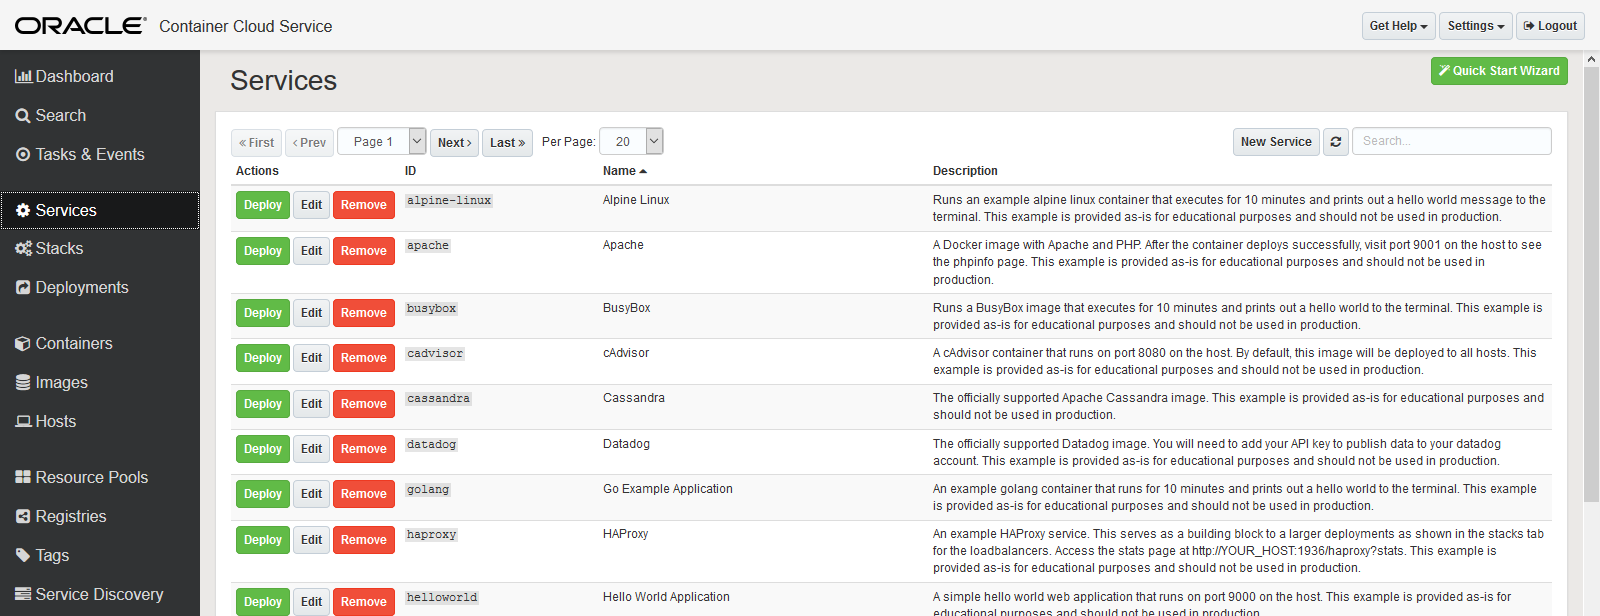 ORACLE® Container Cloud Service
Get Help Settings Logout
Dashboard
Search
Tasks & Events
Services
Stacks
Deployments
Containers
Images
Hosts
Resource Pools
Registries
Tags
Service Discovery
Services
Quick Start Wizard
« First ‹ Prev Page 1 Next › Last » Per Page: 20 New Service Search...
Actions ID Name Description
Deploy Edit Remove alpine-linux Alpine Linux Runs an example alpine linux container that executes for 10 minutes and prints out a hello world message to the
terminal. This example is provided as-is for educational purposes and should not be used in production.
Deploy Edit Remove apache Apache A Docker image with Apache and PHP. After the container deploys successfully, visit port 9001 on the host to see
the phpinfo page. This example is provided as-is for educational purposes and should not be used in
production.
Deploy Edit Remove busybox BusyBox Runs a BusyBox image that executes for 10 minutes and prints out a hello world to the terminal. This example is
provided as-is for educational purposes and should not be used in production.
Deploy Edit Remove cadvisor cAdvisor A cAdvisor container that runs on port 8080 on the host. By default, this image will be deployed to all hosts. This
example is provided as-is for educational purposes and should not be used in production.
Deploy Edit Remove cassandra Cassandra The officially supported Apache Cassandra image. This example is provided as-is for educational purposes and
should not be used in production.
Deploy Edit Remove datadog Datadog The officially supported Datadog image. You will need to add your API key to publish data to your datadog
account. This example is provided as-is for educational purposes and should not be used in production.
Deploy Edit Remove golang Go Example Application An example golang container that runs for 10 minutes and prints out a hello world to the terminal. This example
is provided as-is for educational purposes and should not be used in production.
Deploy Edit Remove haproxy HAProxy An example HAProxy service. This serves as a building block to a larger deployments as shown in the stacks tab
for the loadbalancers. Access the stats page at http://YOUR_HOST:1936/haproxy?stats. This example is
provided as-is for educational purposes and should not be used in production.
Deploy Edit Remove helloworld Hello World Application A simple hello world web application that runs on port 9000 on the host. This example is provided as-is for
educational purposes and should not be used in production.